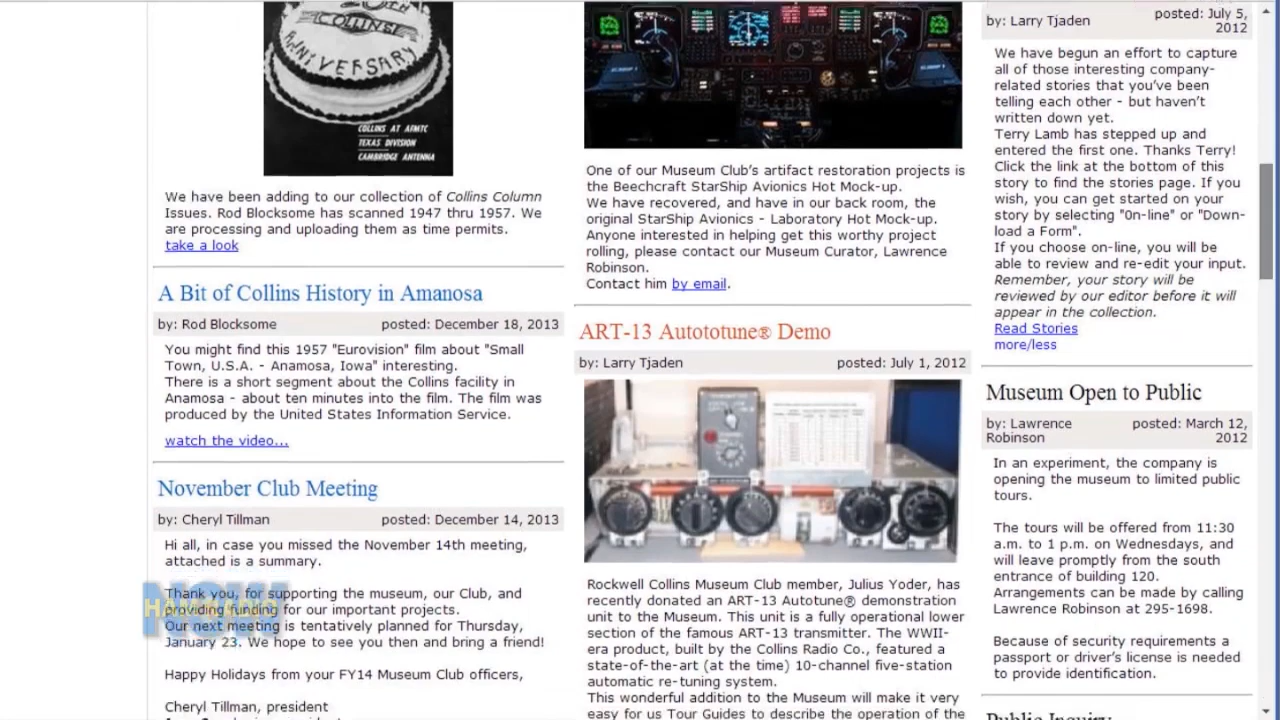 COLLINS
ANNIVERSARY
COLLINS AT AFMTC
TEXAS DIVISION
CAMBRIDGE ANTENNA
We have been adding to our collection of Collins Column
Issues. Rod Blocksome has scanned 1947 thru 1957. We
are processing and uploading them as time permits.
take a look
A Bit of Collins History in Amanosa
by: Rod Blocksome posted: December 18, 2013
You might find this 1957 "Eurovision" film about "Small
Town, U.S.A. - Anamosa, Iowa" interesting.
There is a short segment about the Collins facility in
Anamosa - about ten minutes into the film. The film was
produced by the United States Information Service.
watch the video...
November Club Meeting
by: Cheryl Tillman posted: December 14, 2013
Hi all, in case you missed the November 14th meeting,
attached is a summary.
Thank you, for supporting the museum, our Club, and
providing funding for our important projects.
Our next meeting is tentatively planned for Thursday,
January 23. We hope to see you then and bring a friend!
Happy Holidays from your FY14 Museum Club officers,
Cheryl Tillman, president
HAM RADIO
NOW
One of our Museum Club's artifact restoration projects is
the Beechcraft StarShip Avionics Hot Mock-up.
We have recovered, and have in our back room, the
original StarShip Avionics - Laboratory Hot Mock-up.
Anyone interested in helping get this worthy project
rolling, please contact our Museum Curator, Lawrence
Robinson.
Contact him by email.
ART-13 Autototune® Demo
by: Larry Tjaden posted: July 1, 2012
Rockwell Collins Museum Club member, Julius Yoder, has
recently donated an ART-13 Autotune® demonstration
unit to the Museum. This unit is a fully operational lower
section of the famous ART-13 transmitter. The WWII-
era product, built by the Collins Radio Co., featured a
state-of-the-art (at the time) 10-channel five-station
automatic re-tuning system.
This wonderful addition to the Museum will make it very
easy for us Tour Guides to describe the operation of the
by: Larry Tjaden posted: July 5,
2012
We have begun an effort to capture
all of those interesting company-
related stories that you've been
telling each other - but haven't
written down yet.
Terry Lamb has stepped up and
entered the first one. Thanks Terry!
Click the link at the bottom of this
story to find the stories page. If you
wish, you can get started on your
story by selecting "On-line" or "Down-
load a Form".
If you choose on-line, you will be
able to review and re-edit your input.
Remember, your story will be
reviewed by our editor before it will
appear in the collection.
Read Stories
more/less
Museum Open to Public
by: Lawrence posted: March 12,
Robinson 2012
In an experiment, the company is
opening the museum to limited public
tours.
The tours will be offered from 11:30
a.m. to 1 p.m. on Wednesdays, and
will leave promptly from the south
entrance of building 120.
Arrangements can be made by calling
Lawrence Robinson at 295-1698.
Because of security requirements a
passport or driver's license is needed
to provide identification.
Public Inquiry